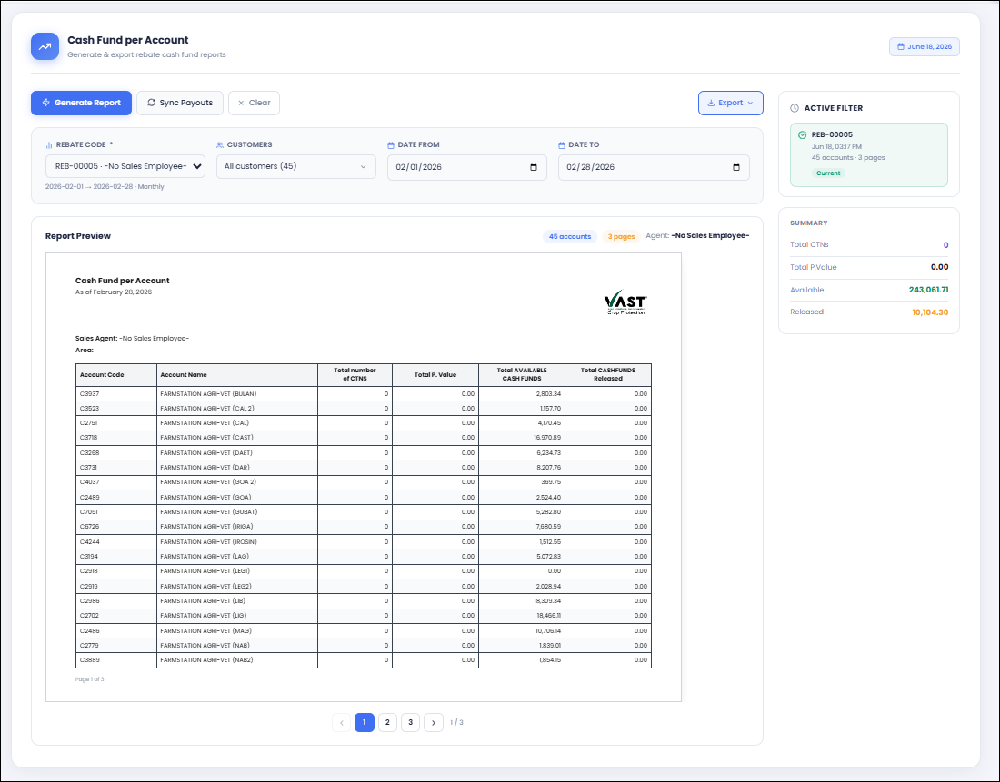 Cash Fund per Account
Generate & export rebate cash fund reports
June 18, 2026
Generate Report
Sync Payouts
Clear
Export
REBATE CODE *
CUSTOMERS
DATE FROM
DATE TO
REB-00005 - -No Sales Employee-
All customers (45)
02/01/2026
02/28/2026
2026-02-01 → 2026-02-28 · Monthly
Report Preview
45 accounts
3 pages
Agent: -No Sales Employee-
Cash Fund per Account
As of February 28, 2026
VAST
Crop Protection
Sales Agent: -No Sales Employee-
Area:
Account Code Account Name Total number of CTNS Total P. Value Total AVAILABLE CASH FUNDS Total CASHFUNDS Released
C3937 FARMSTATION AGRI-VET (BULAN) 0 0.00 2,803.34 0.00
C3523 FARMSTATION AGRI-VET (CAL 2) 0 0.00 1,157.70 0.00
C2751 FARMSTATION AGRI-VET (CAL) 0 0.00 4,170.45 0.00
C3718 FARMSTATION AGRI-VET (CAST) 0 0.00 16,970.89 0.00
C3268 FARMSTATION AGRI-VET (DAET) 0 0.00 6,234.73 0.00
C3731 FARMSTATION AGRI-VET (DAR) 0 0.00 8,207.76 0.00
C4037 FARMSTATION AGRI-VET (GOA 2) 0 0.00 369.75 0.00
C2489 FARMSTATION AGRI-VET (GOA) 0 0.00 2,524.40 0.00
C7051 FARMSTATION AGRI-VET (GUBAT) 0 0.00 5,282.80 0.00
C6726 FARMSTATION AGRI-VET (IRIGA) 0 0.00 7,680.59 0.00
C4244 FARMSTATION AGRI-VET (IROSIN) 0 0.00 1,512.55 0.00
C3194 FARMSTATION AGRI-VET (LAG) 0 0.00 5,072.83 0.00
C2918 FARMSTATION AGRI-VET (LEG1) 0 0.00 0.00 0.00
C2919 FARMSTATION AGRI-VET (LEG2) 0 0.00 2,028.94 0.00
C2986 FARMSTATION AGRI-VET (LIB) 0 0.00 18,309.34 0.00
C2702 FARMSTATION AGRI-VET (LIG) 0 0.00 18,466.11 0.00
C2486 FARMSTATION AGRI-VET (MAG) 0 0.00 10,706.14 0.00
C2779 FARMSTATION AGRI-VET (NAB) 0 0.00 1,839.01 0.00
C3889 FARMSTATION AGRI-VET (NAB2) 0 0.00 1,854.15 0.00
Page 1 of 3
1 2 3 1 / 3
ACTIVE FILTER
REB-00005
Jun 18, 03:17 PM
45 accounts · 3 pages
Current
SUMMARY
Total CTNs 0
Total P.Value 0.00
Available 243,061.71
Released 10,104.30